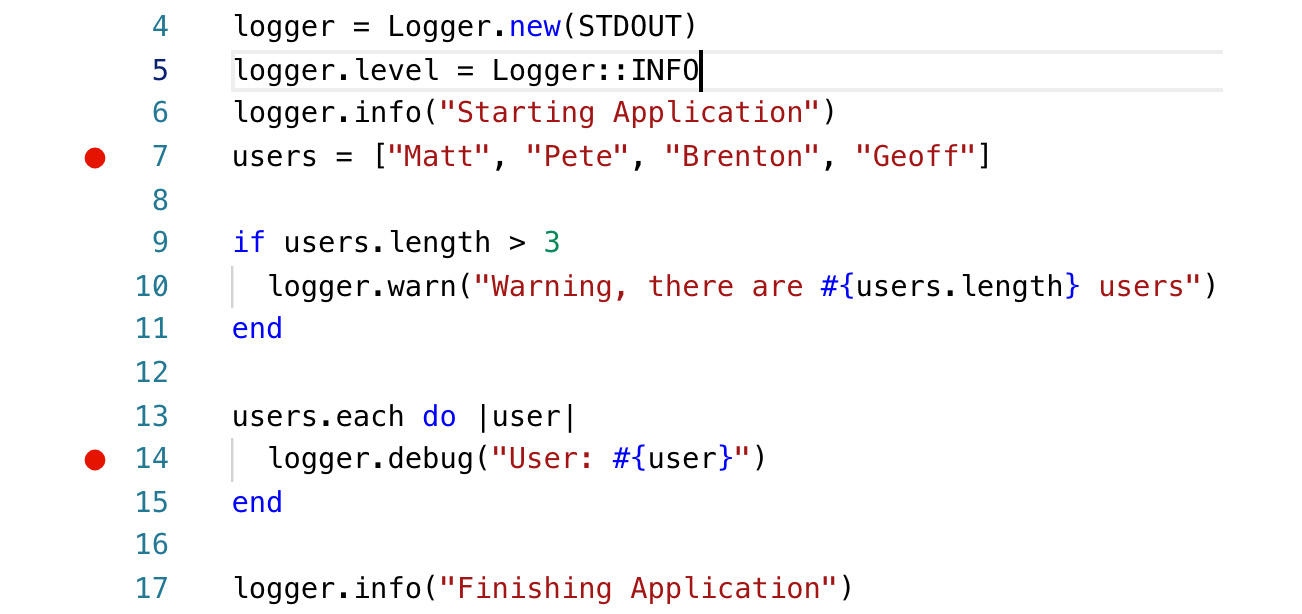 4 logger = Logger.new(STDOUT)
5 logger.level = Logger::INFO
6 logger.info("Starting Application")
7 users = ["Matt", "Pete", "Brenton", "Geoff"]
8
9 if users.length > 3
10   logger.warn("Warning, there are #{users.length} users")
11 end
12
13 users.each do |user|
14   logger.debug("User: #{user}")
15 end
16
17 logger.info("Finishing Application")